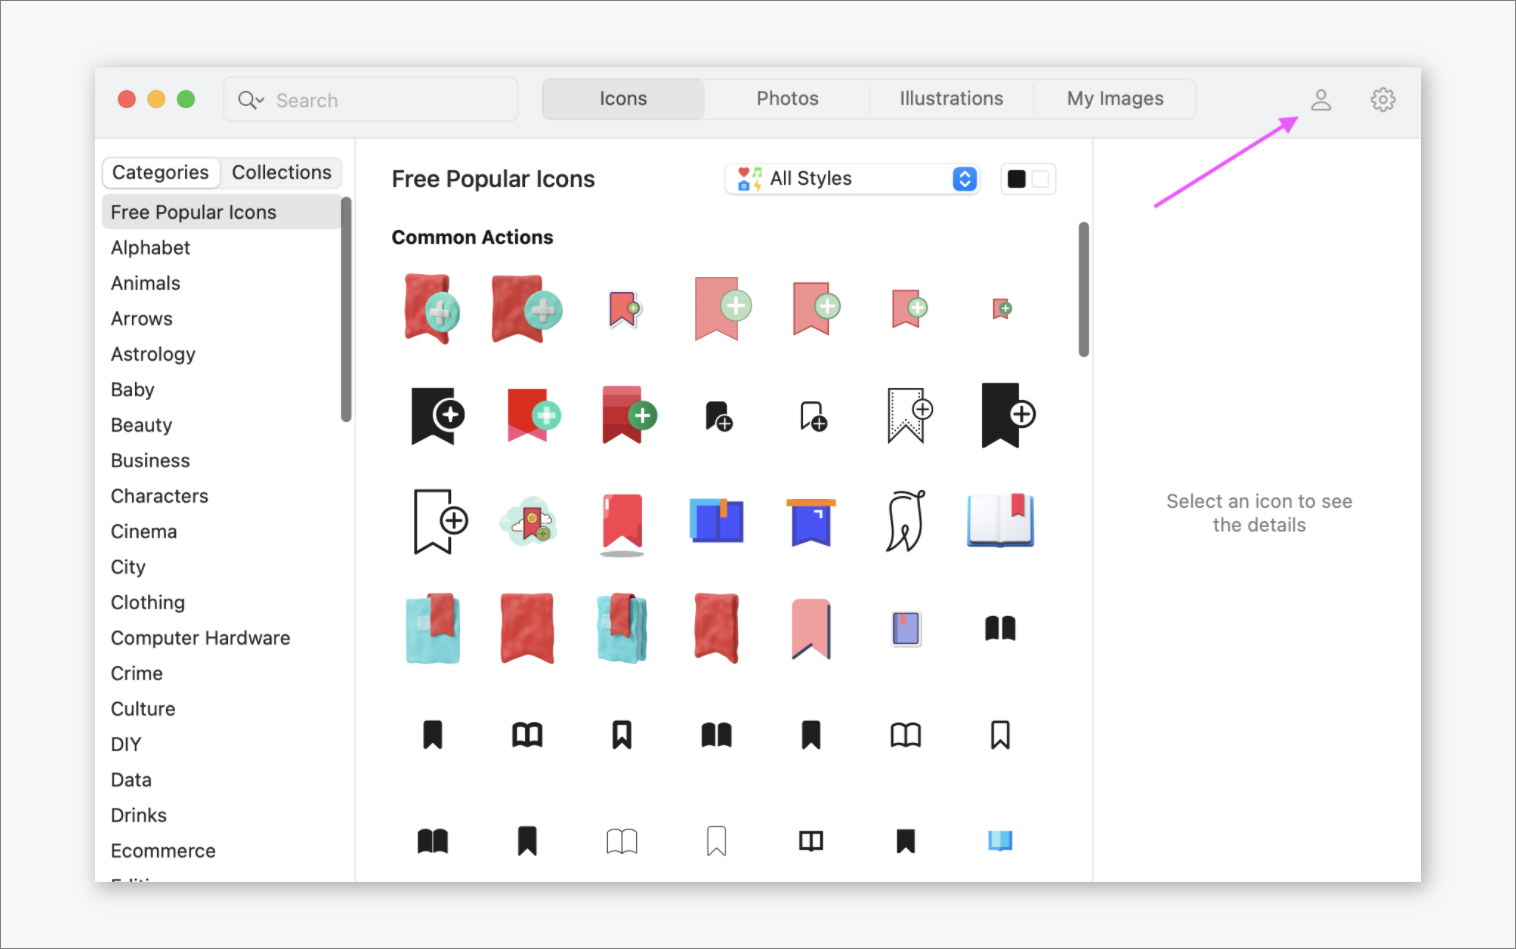 Search
Icons
Photos
Illustrations
My Images
Categories
Collections
Free Popular Icons
Alphabet
Animals
Arrows
Astrology
Baby
Beauty
Business
Characters
Cinema
City
Clothing
Computer Hardware
Crime
Culture
DIY
Data
Drinks
Ecommerce
Free Popular Icons
All Styles
Common Actions
Select an icon to see
the details